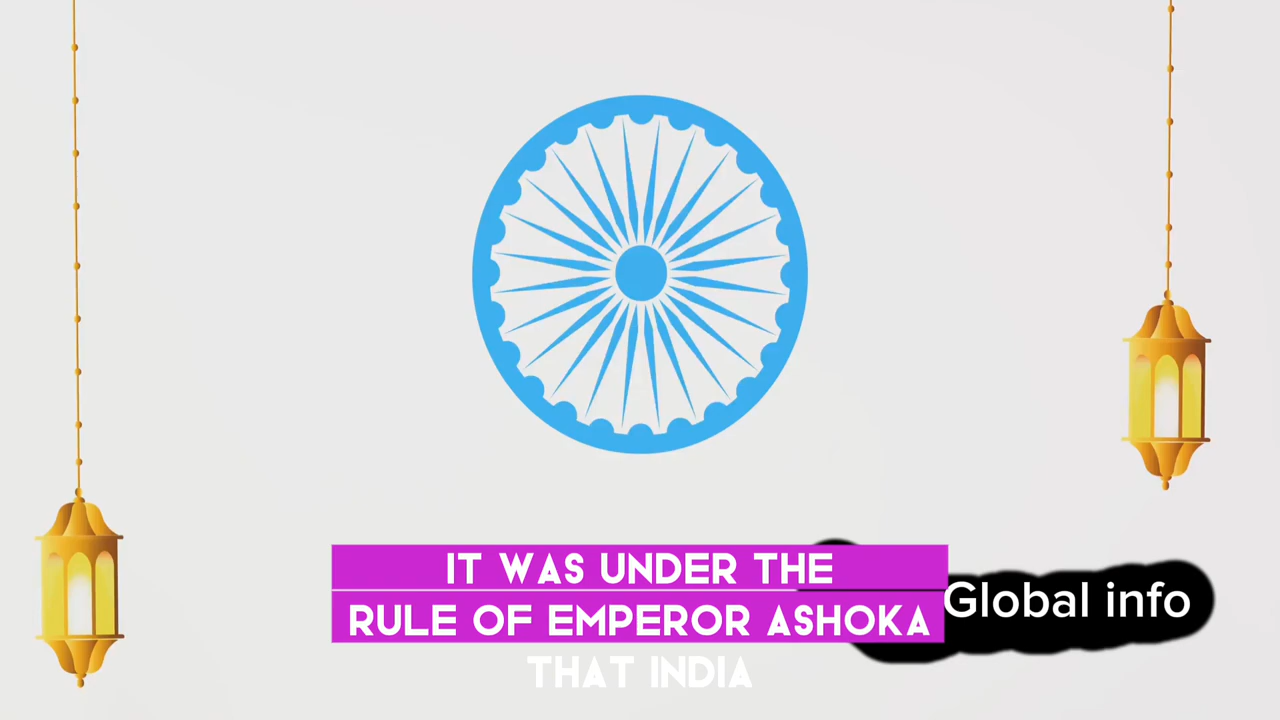 IT WAS UNDER THE
RULE OF EMPEROR ASHOKA
THAT INDIA
Global info